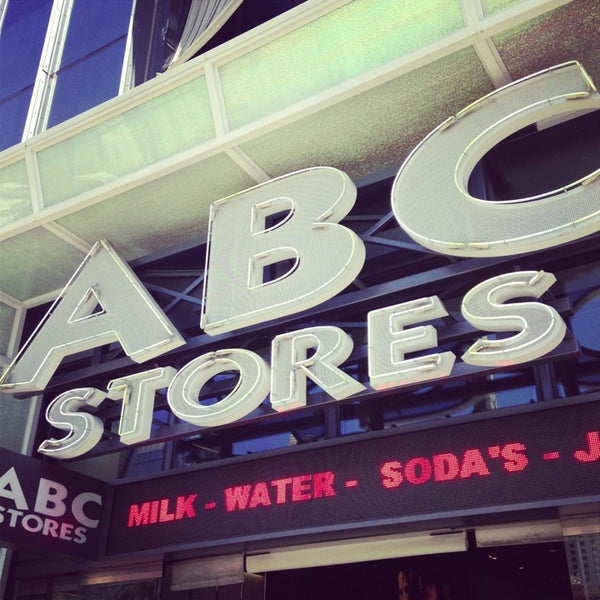 ABC
STORES
ABC
STORES
MILK - WATER - SODA'S - J